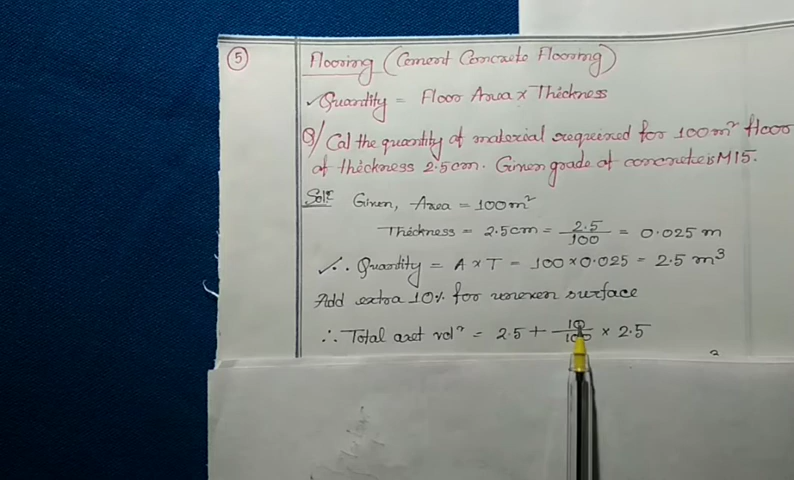 5 Flooring (Cement Concrete Flooring)
✓ Quantity = Floor Area × Thickness
Q/ Cal the quantity of material required for 100m² floor
of thickness 2.5cm. Given grade of concrete is M15.
Solⁿ: Given, Area = 100m²
Thickness = 2.5cm = 2.5/100 = 0.025 m
✓∴ Quantity = A × T = 100 × 0.025 = 2.5 m³
Add extra 10% for uneven surface
∴ Total wet volⁿ = 2.5 + 10/100 × 2.5